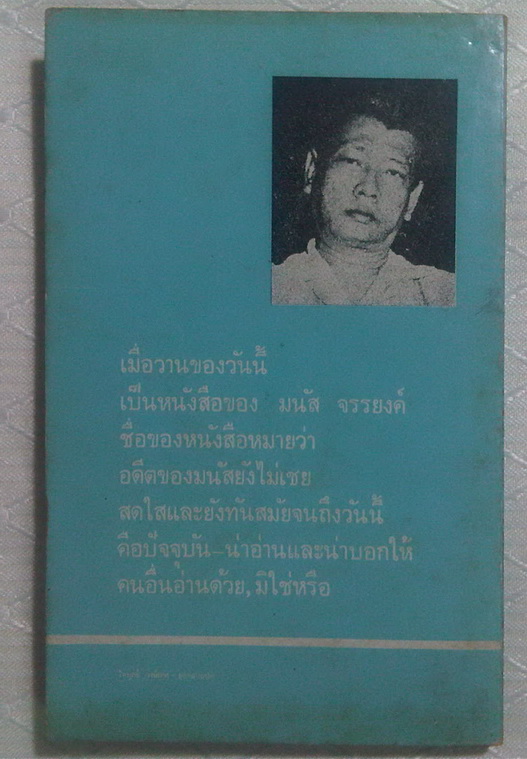 เมื่อวานของวันนี้
เป็นหนังสือของ มนัส จรรยงค์
ชื่อของหนังสือหมายว่า
อดีตของมนัสยังไม่เชย
สดใสและยังทันสมัยจนถึงวันนี้
คือปัจจุบัน–น่าอ่านและน่าบอกให้
คนอื่นอ่านด้วย, มิใช่หรือ